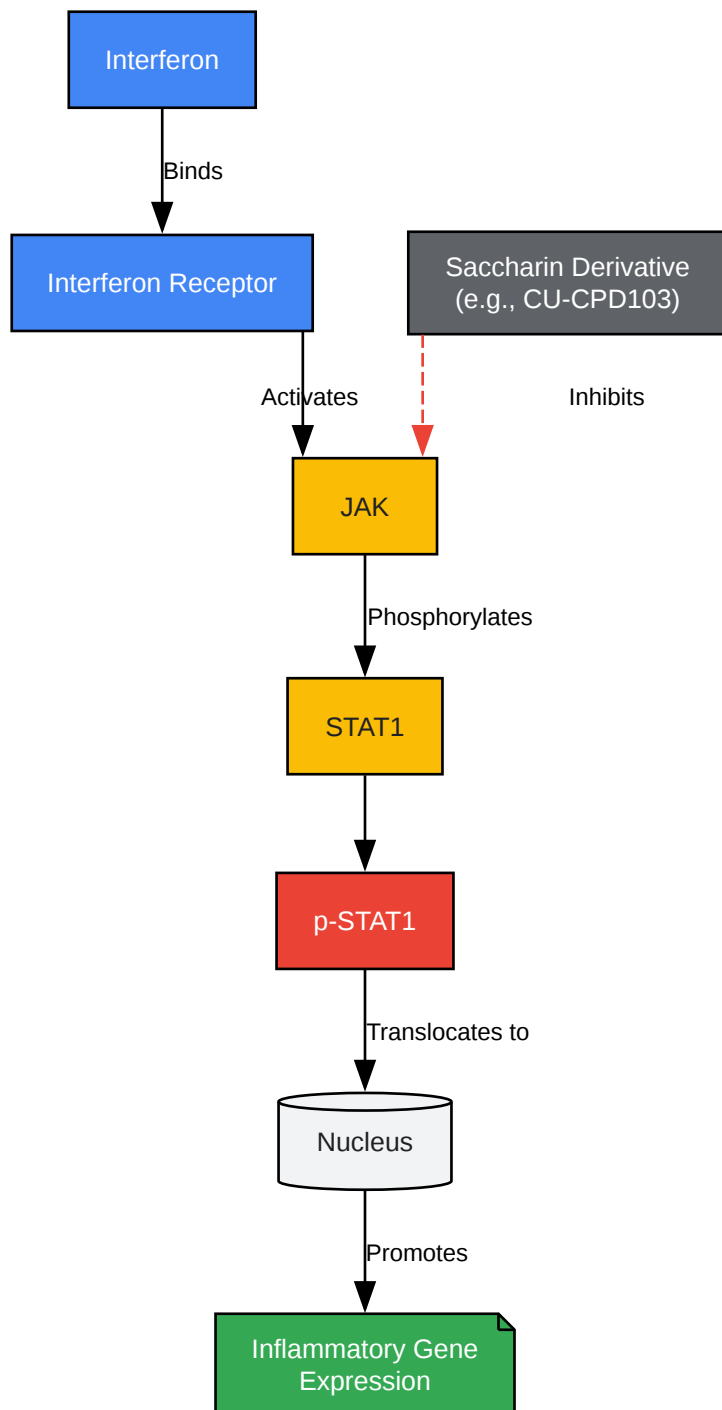 Interferon
Binds
Interferon Receptor
Saccharin Derivative
(e.g., CU-CPD103)
Activates
Inhibits
JAK
Phosphorylates
STAT1
p-STAT1
Translocates to
Nucleus
Promotes
Inflammatory Gene
Expression